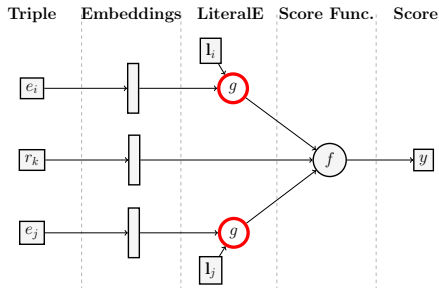 Triple Embeddings LiteralE Score Func. Score
l_i
e_i g
r_k f y
e_j g
l_j